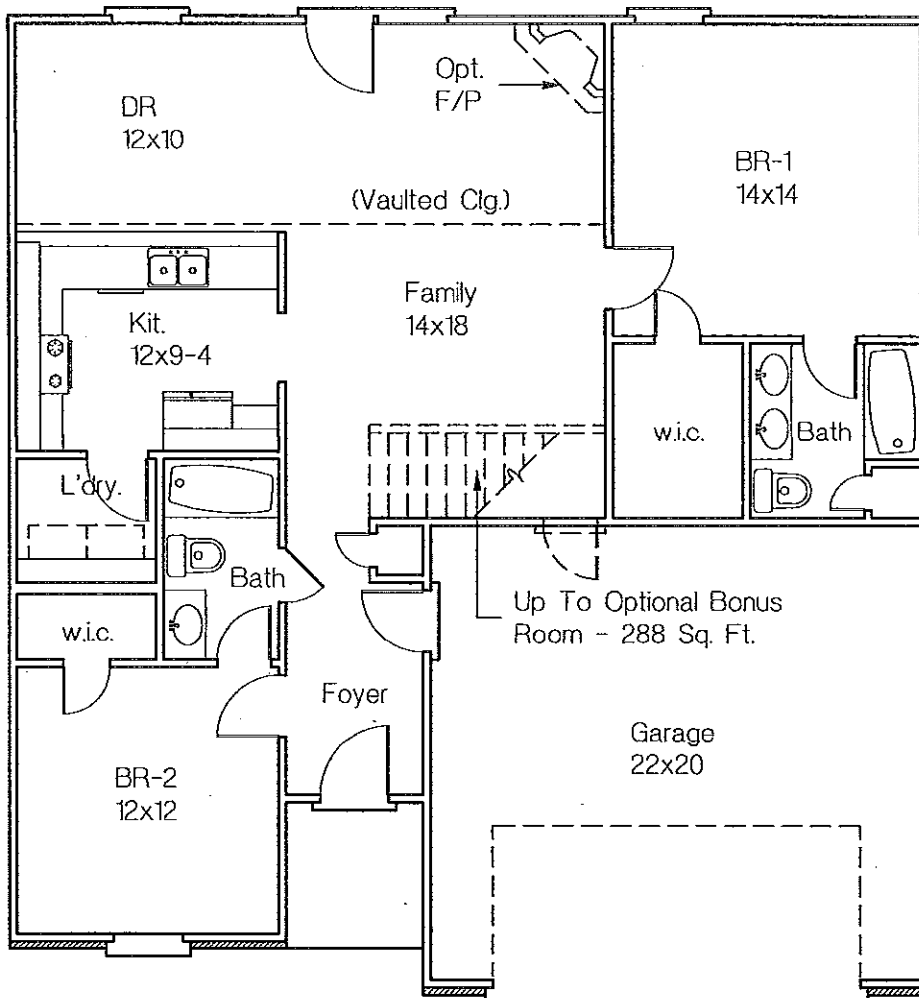 Opt.
F/P
DR
12x10
BR-1
14x14
(Vaulted Clg.)
Family
14x18
Kit.
12x9-4
w.i.c.
Bath
L'dry.
Bath
Up To Optional Bonus
Room - 288 Sq. Ft.
w.i.c.
Foyer
Garage
22x20
BR-2
12x12